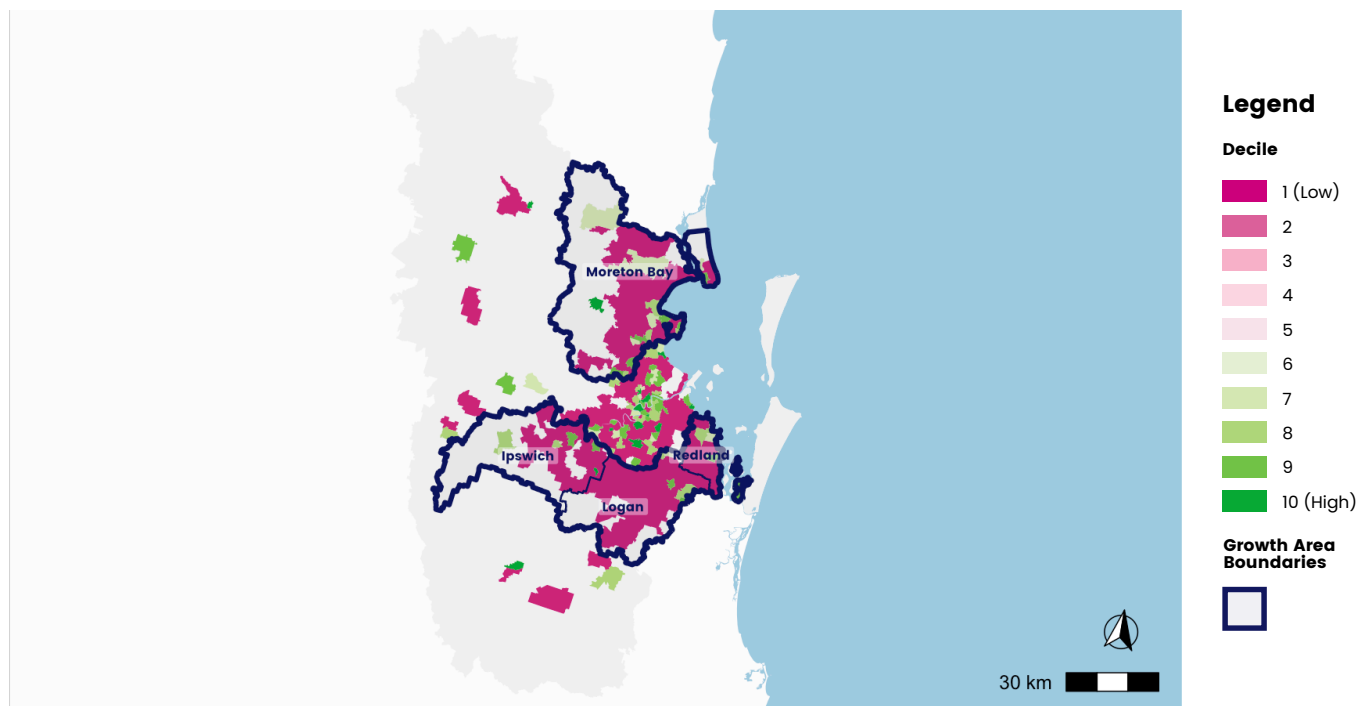 Moreton Bay
Ipswich
Redland
Logan
30 km
Legend
Decile
1 (Low)
2
3
4
5
6
7
8
9
10 (High)
Growth Area
Boundaries